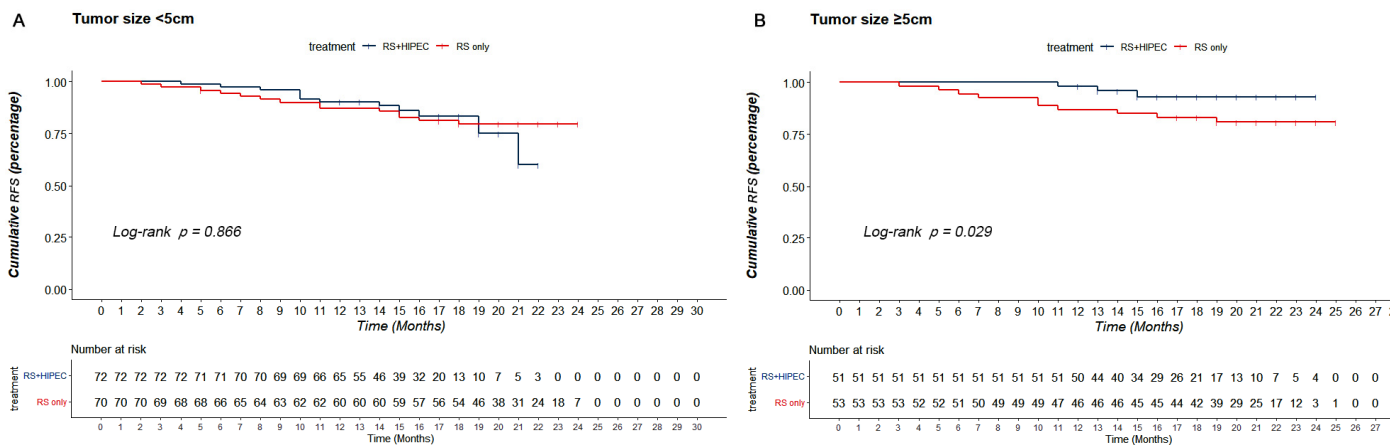 A
Tumor size <5cm
treatment RS+HIPEC RS only
Cumulative RFS (percentage)
1.00
0.75
0.50
0.25
0.00
Log-rank p = 0.866
0 1 2 3 4 5 6 7 8 9 10 11 12 13 14 15 16 17 18 19 20 21 22 23 24 25 26 27 28 29 30
Time (Months)
Number at risk
treatment
RS+HIPEC 72 72 72 72 72 71 71 70 70 69 69 66 65 55 46 39 32 20 13 10 7 5 3 0 0 0 0 0 0 0 0
RS only 70 70 70 69 68 68 66 65 64 63 62 62 60 60 60 59 57 56 54 46 38 31 24 18 7 0 0 0 0 0 0
0 1 2 3 4 5 6 7 8 9 10 11 12 13 14 15 16 17 18 19 20 21 22 23 24 25 26 27 28 29 30
Time (Months)
B
Tumor size ≥5cm
treatment RS+HIPEC RS only
Cumulative RFS (percentage)
1.00
0.75
0.50
0.25
0.00
Log-rank p = 0.029
0 1 2 3 4 5 6 7 8 9 10 11 12 13 14 15 16 17 18 19 20 21 22 23 24 25 26 27
Time (Months)
Number at risk
treatment
RS+HIPEC 51 51 51 51 51 51 51 51 51 51 51 51 50 44 40 34 29 26 21 17 13 10 7 5 4 0 0 0
RS only 53 53 53 53 52 52 51 50 49 49 49 47 46 46 46 45 45 44 42 39 29 25 17 12 3 1 0 0
0 1 2 3 4 5 6 7 8 9 10 11 12 13 14 15 16 17 18 19 20 21 22 23 24 25 26 27
Time (Months)